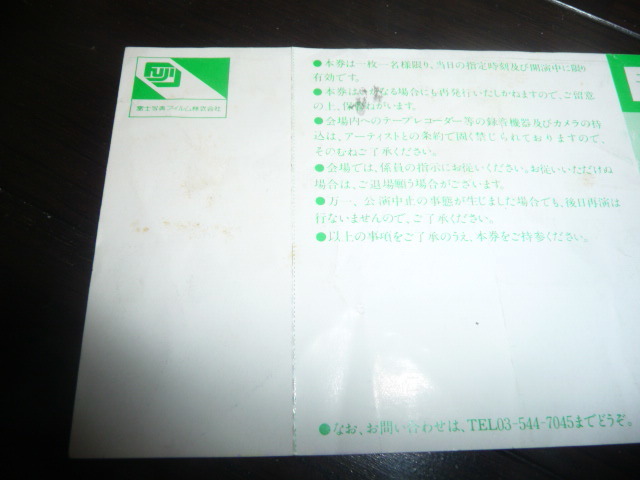 FUJI
富士写真フイルム株式会社
●本券は一枚一名様限り、当日の指定時刻及び開演中に限り
有効です。
●本券はいかなる場合にも再発行いたしかねますので、ご留意
の上、保管ねがいます。
●会場内へのテープレコーダー等の録音機器及びカメラの持
込は、アーティストとの条約で固く禁じられておりますので、
そのむねご了承ください。
●会場では、係員の指示にお従いください。お従いいただけぬ
場合は、ご退場願う場合がございます。
●万一、公演中止の事態が生じました場合でも、後日再演は
行ないませんので、ご了承ください。
●以上の事項をご了承のうえ、本券をご持参ください。
●なお、お問い合わせは、TEL03-544-7045までどうぞ。